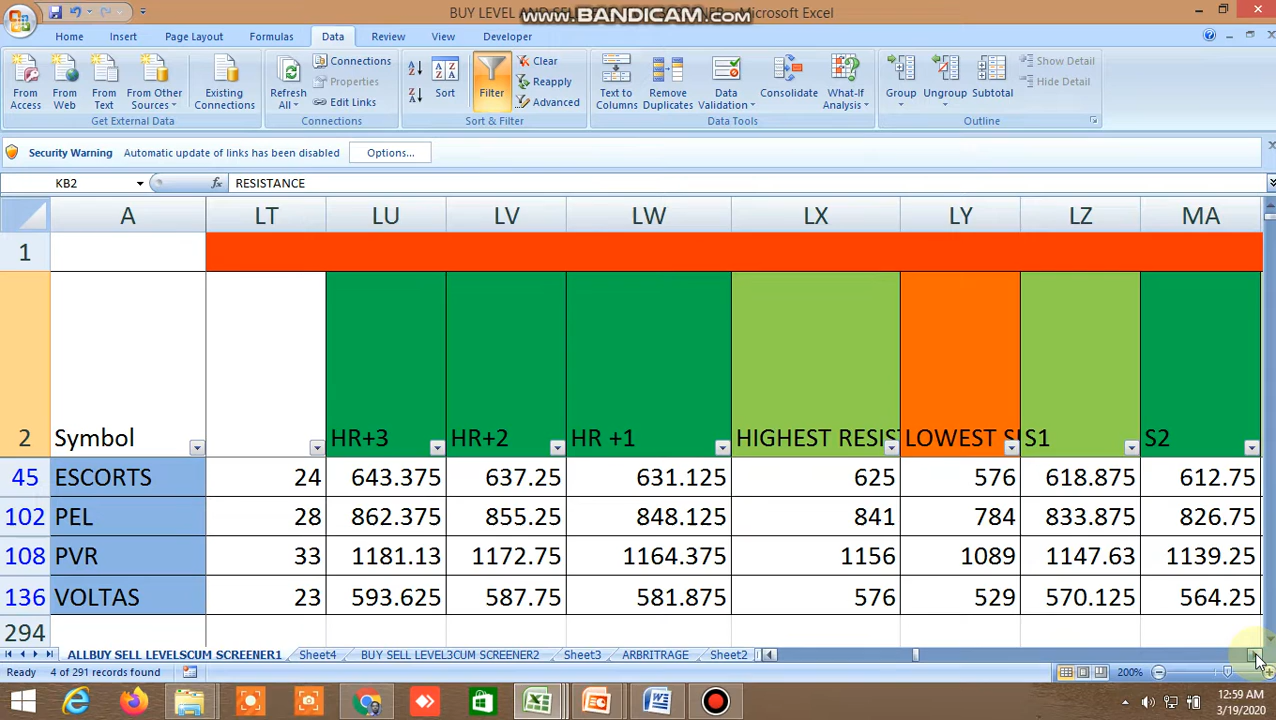 BUY LEVEL AND SEL
www.BANDICAM.com
- Microsoft Excel
Home Insert Page Layout Formulas Data Review View Developer
From Access
From Web
From Text
From Other Sources
Existing Connections
Get External Data
Refresh All
Connections
Properties
Edit Links
Connections
Sort
Filter
Clear
Reapply
Advanced
Sort & Filter
Text to Columns
Remove Duplicates
Data Validation
Consolidate
What-If Analysis
Data Tools
Group
Ungroup
Subtotal
Show Detail
Hide Detail
Outline
Security Warning Automatic update of links has been disabled Options...
KB2 fx RESISTANCE
A LT LU LV LW LX LY LZ MA
1
2 Symbol HR+3 HR+2 HR +1 HIGHEST RESIS LOWEST S S1 S2
45 ESCORTS 24 643.375 637.25 631.125 625 576 618.875 612.75
102 PEL 28 862.375 855.25 848.125 841 784 833.875 826.75
108 PVR 33 1181.13 1172.75 1164.375 1156 1089 1147.63 1139.25
136 VOLTAS 23 593.625 587.75 581.875 576 529 570.125 564.25
294
ALLBUY SELL LEVELSCUM SCREENER1 Sheet4 BUY SELL LEVEL3CUM SCREENER2 Sheet3 ARBRITRAGE Sheet2
Ready 4 of 291 records found 200%
12:59 AM
3/19/2020